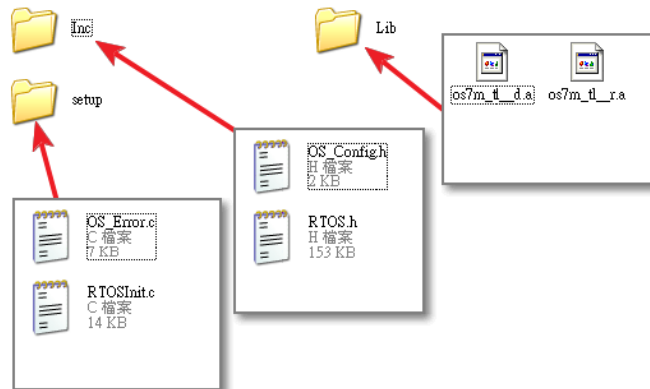 Inc
Lib
setup
os7m_tl__d.a
os7m_tl__r.a
OS_Config.h
H 檔案
2 KB
RTOS.h
H 檔案
153 KB
OS_Error.c
C 檔案
7 KB
RTOSInit.c
C 檔案
14 KB